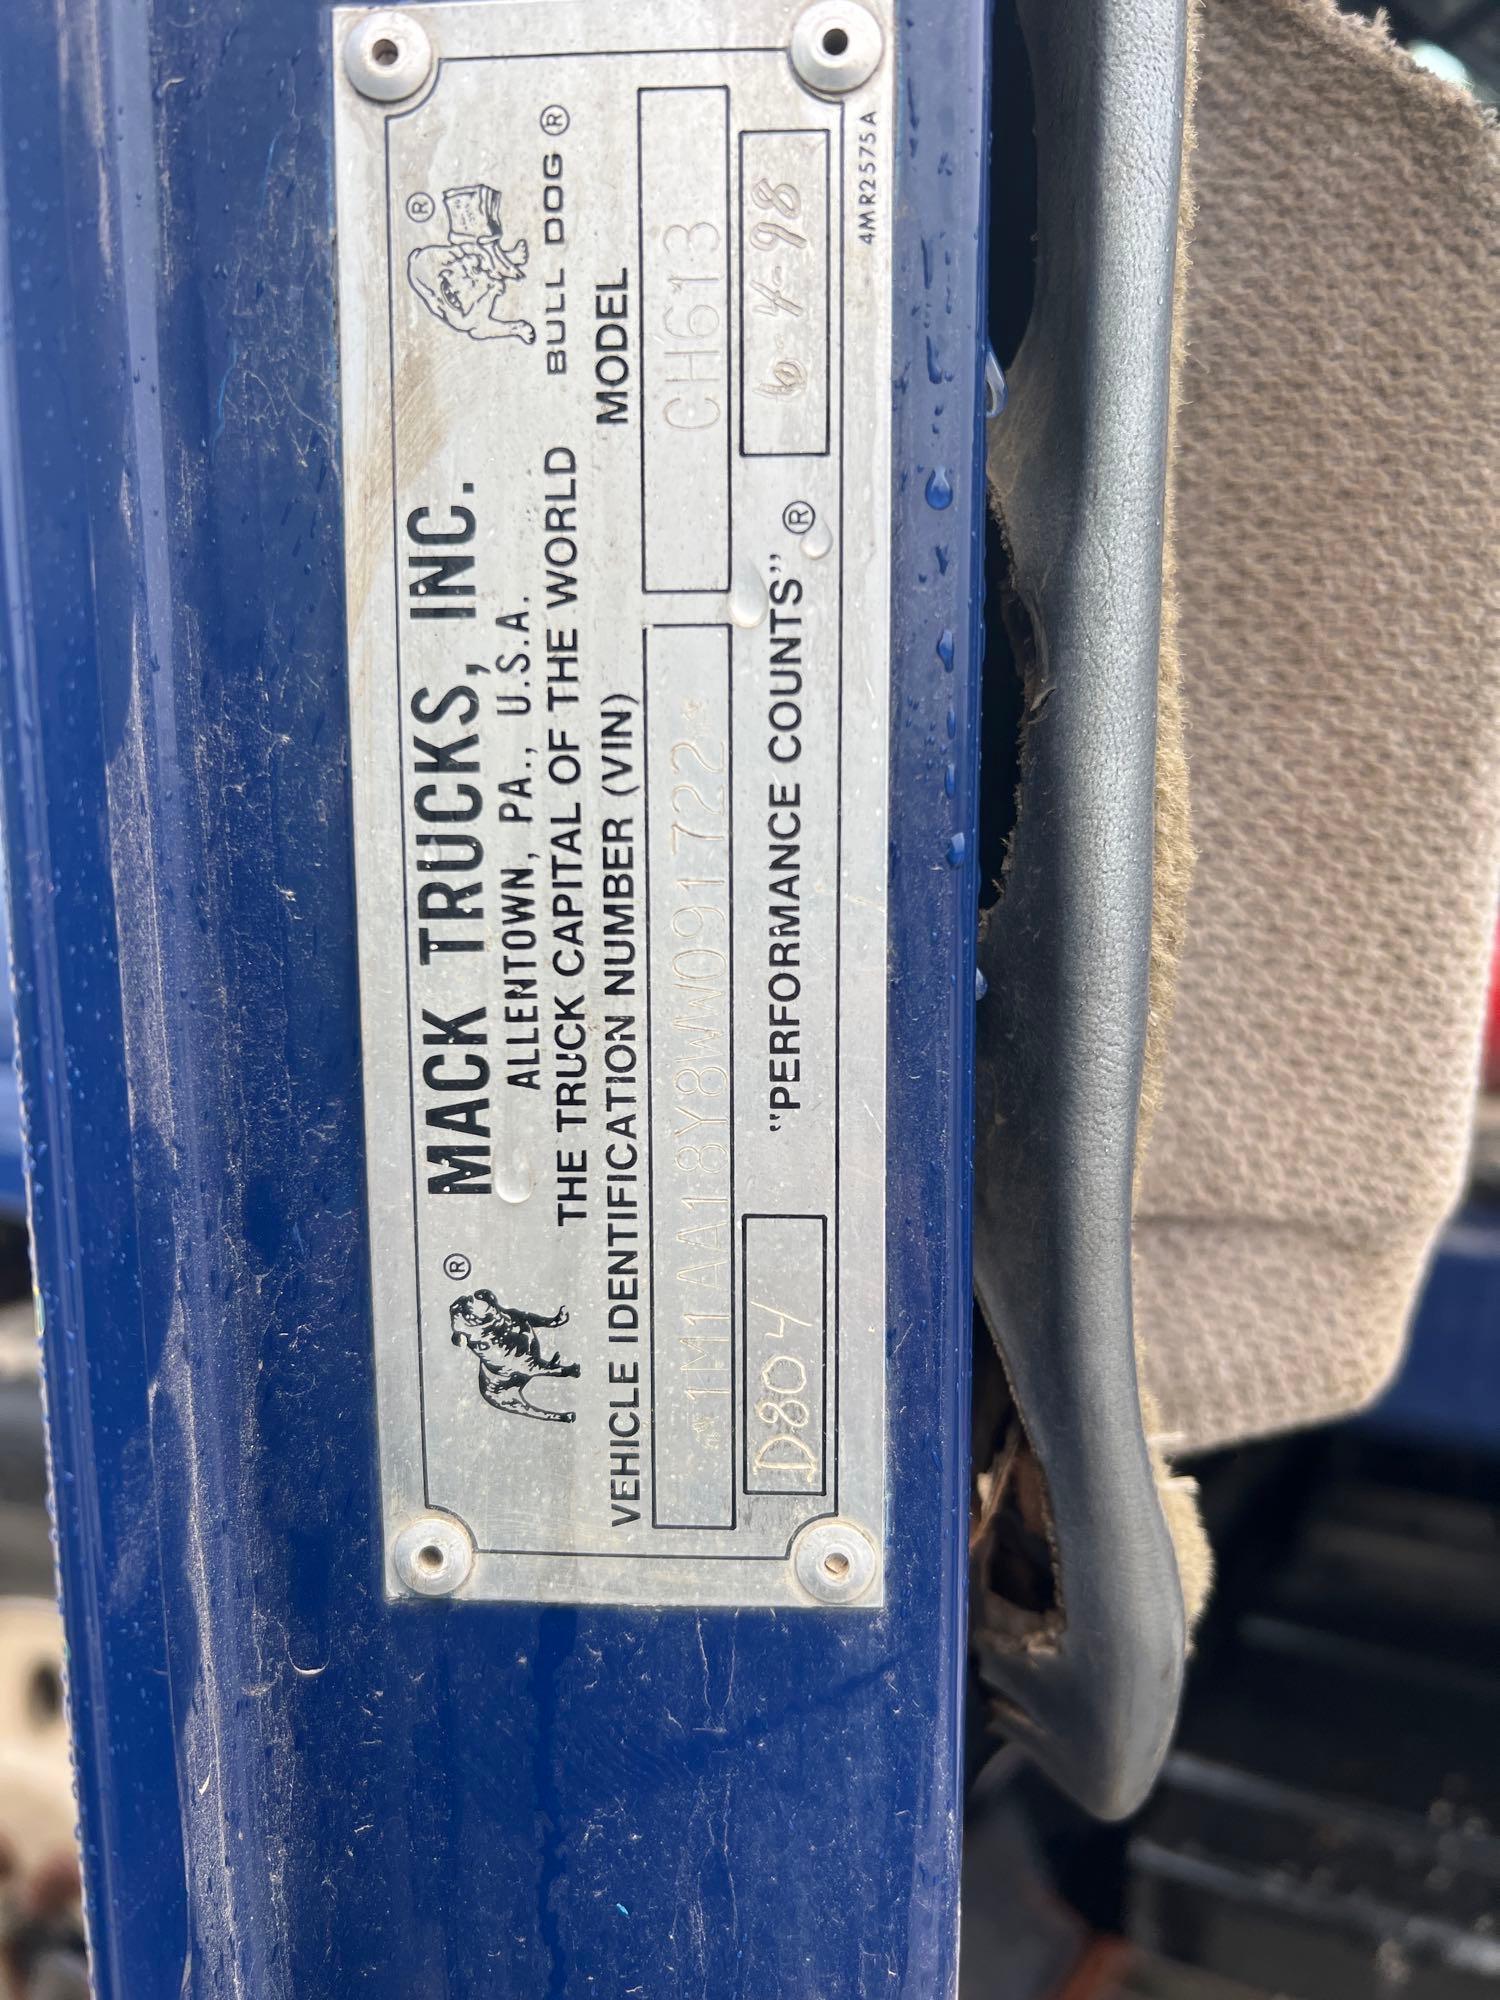 MACK TRUCKS, INC.
ALLENTOWN, PA., U.S.A.
THE TRUCK CAPITAL OF THE WORLD
®
®
BULL DOG ®
VEHICLE IDENTIFICATION NUMBER (VIN)
MODEL
*1M1AA18Y8WW091722*
CH613
D804
"PERFORMANCE COUNTS" ®
6-4-98
4MR2575A